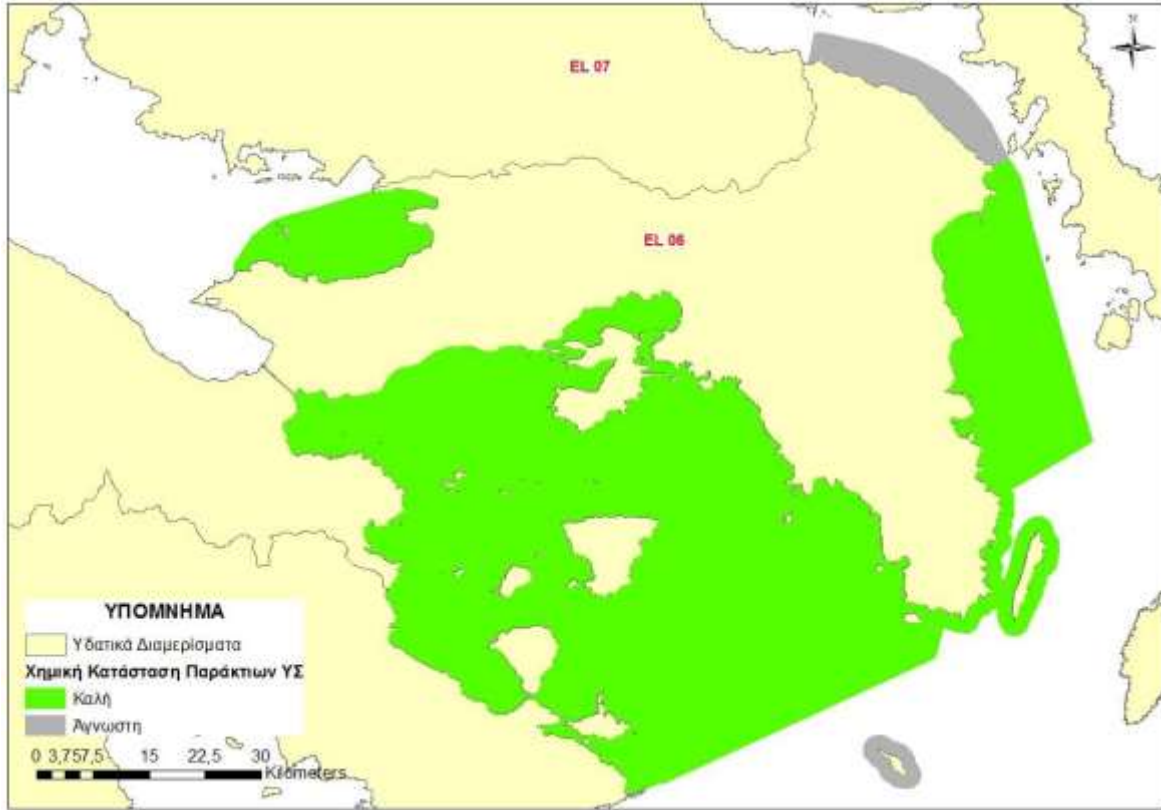 N
EL 07
EL 06
ΥΠΟΜΝΗΜΑ
Υδατικά Διαμερίσματα
Χημική Κατάσταση Παράκτιων ΥΣ
Καλή
Άγνωστη
0 3,757,5 15 22,5 30
Kilometers